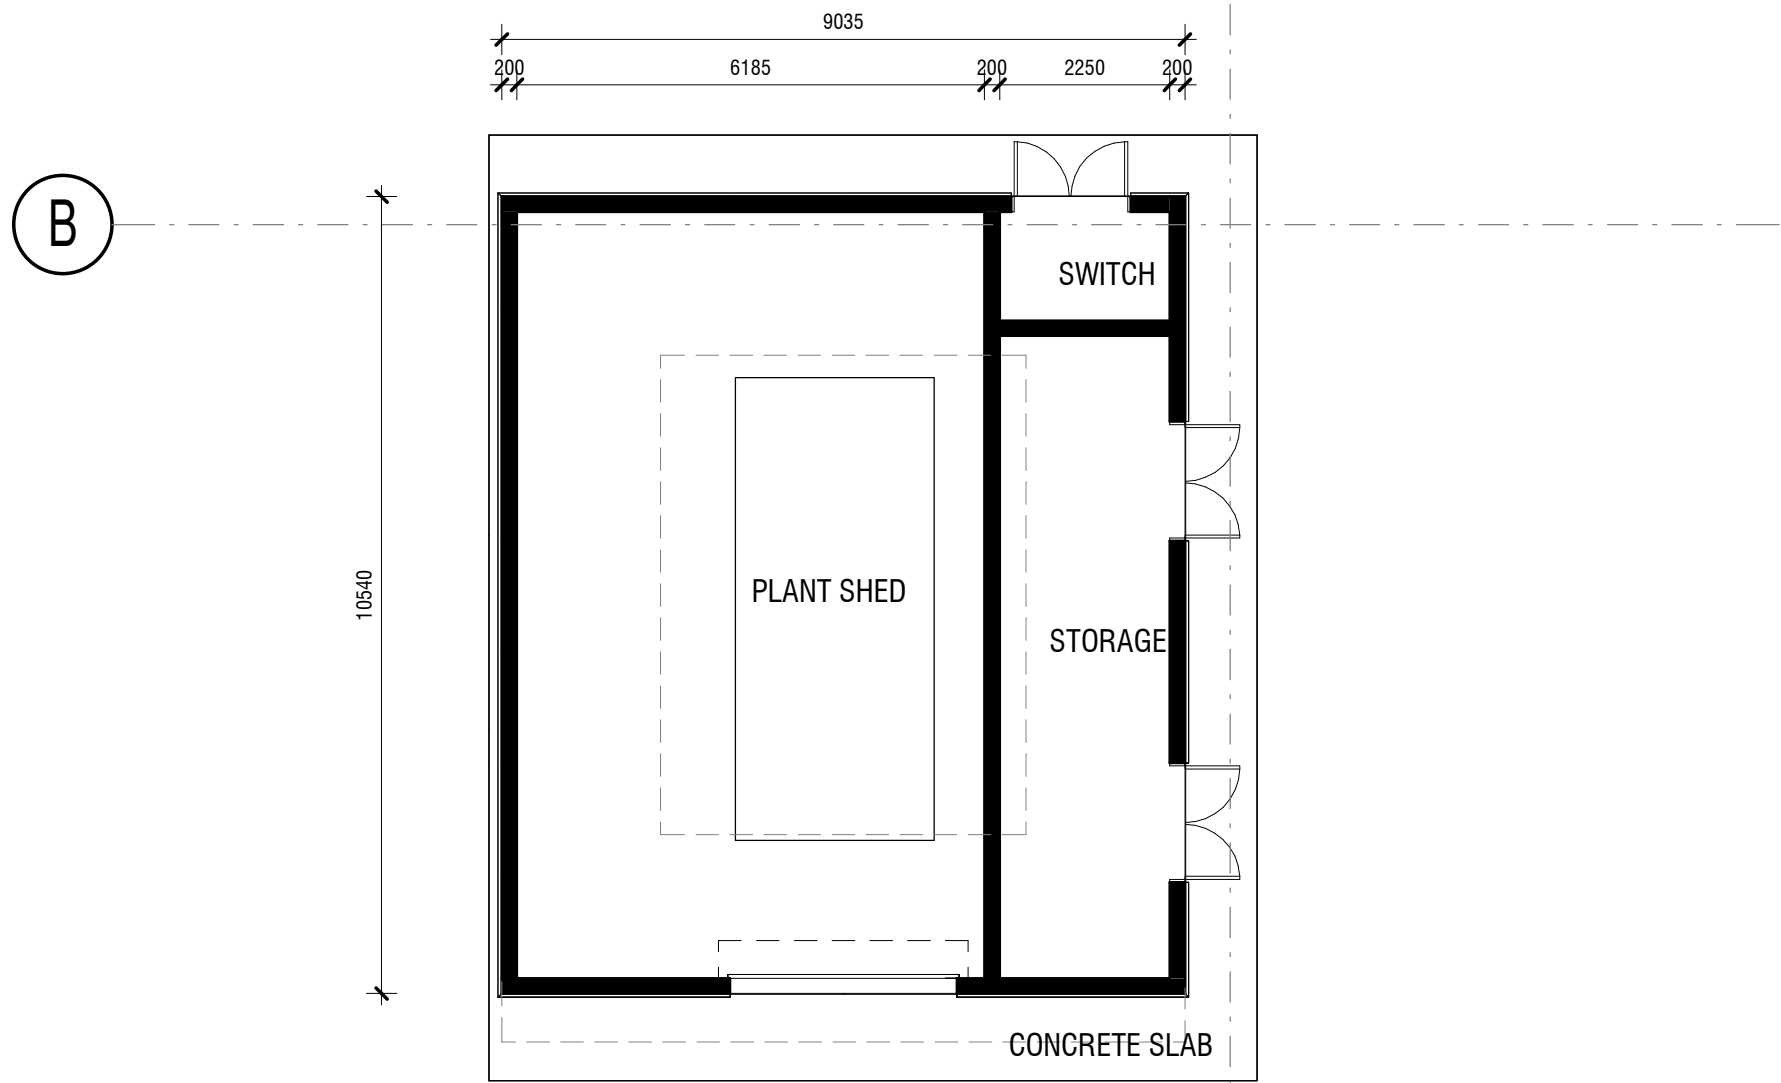 9035
200 6185 200 2250 200
B
SWITCH
10540
PLANT SHED
STORAGE
CONCRETE SLAB